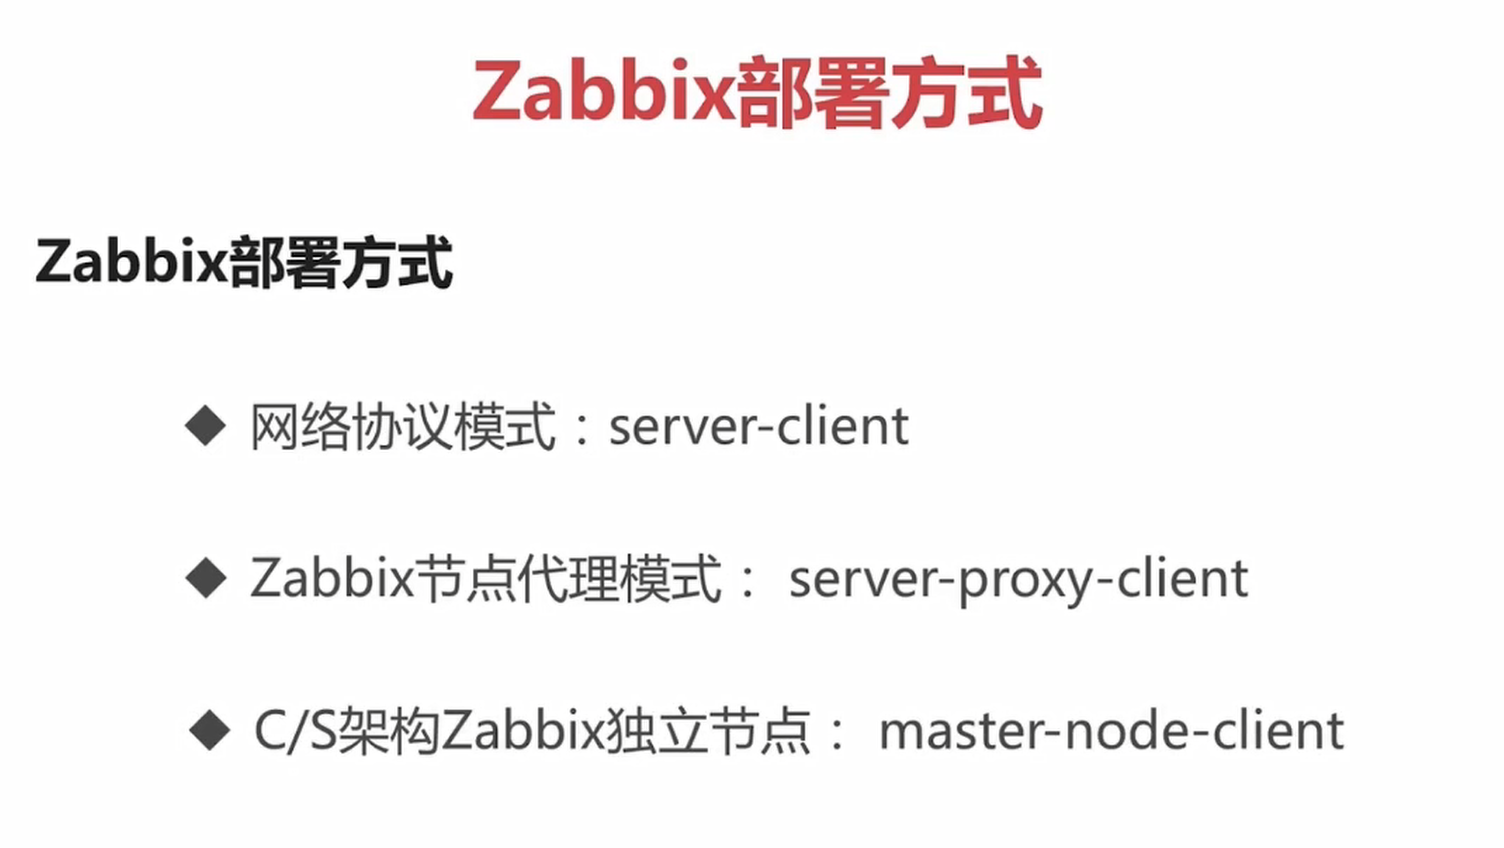 Zabbix部署方式
Zabbix部署方式
◆ 网络协议模式：server-client
◆ Zabbix节点代理模式： server-proxy-client
◆ C/S架构Zabbix独立节点： master-node-client